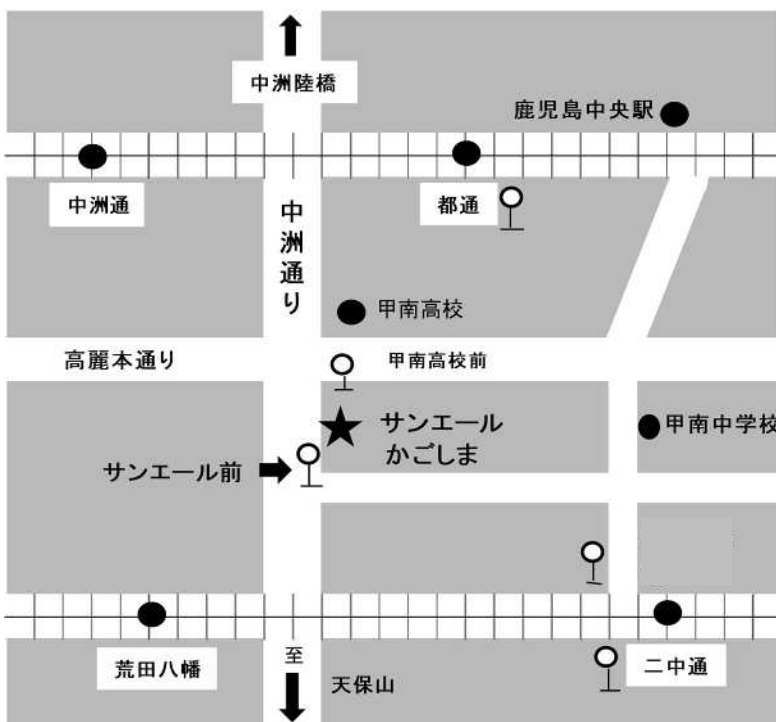 中洲陸橋
鹿児島中央駅
中洲通
都通
中洲通り
甲南高校
高麗本通り
甲南高校前
サンエール
かごしま
甲南中学校
サンエール前
荒田八幡
至
天保山
二中通